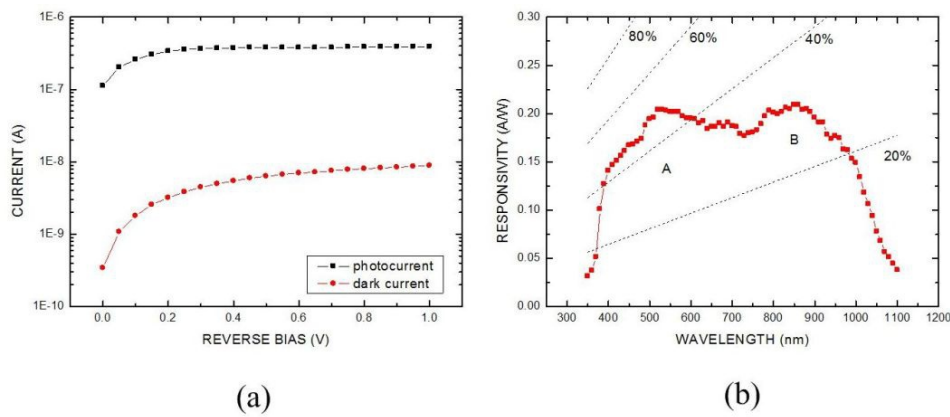 1E-6
1E-7
1E-8
1E-9
1E-10
CURRENT (A)
photocurrent
dark current
0.0 0.2 0.4 0.6 0.8 1.0
REVERSE BIAS (V)
(a)
0.30
0.25
0.20
0.15
0.10
0.05
0.00
RESPONSIVITY (A/W)
80% 60% 40%
20%
A
B
300 400 500 600 700 800 900 1000 1100 1200
WAVELENGTH (nm)
(b)